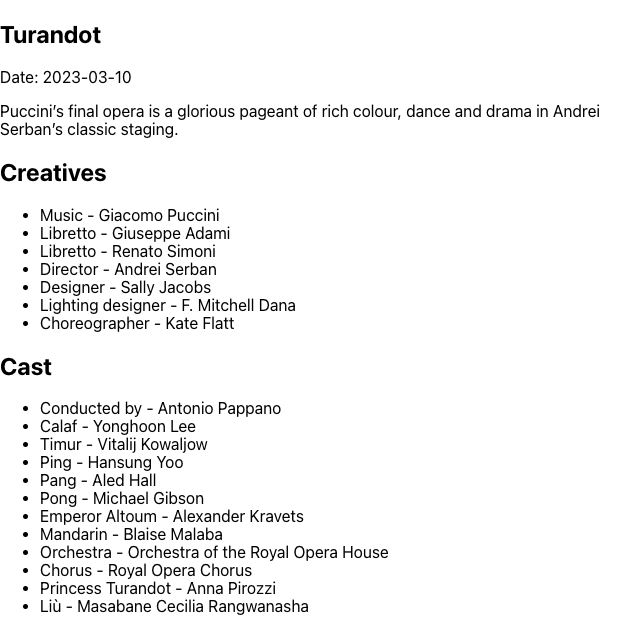 Turandot
Date: 2023-03-10
Puccini’s final opera is a glorious pageant of rich colour, dance and drama in Andrei
Serban’s classic staging.
Creatives
• Music - Giacomo Puccini
• Libretto - Giuseppe Adami
• Libretto - Renato Simoni
• Director - Andrei Serban
• Designer - Sally Jacobs
• Lighting designer - F. Mitchell Dana
• Choreographer - Kate Flatt
Cast
• Conducted by - Antonio Pappano
• Calaf - Yonghoon Lee
• Timur - Vitalij Kowaljow
• Ping - Hansung Yoo
• Pang - Aled Hall
• Pong - Michael Gibson
• Emperor Altoum - Alexander Kravets
• Mandarin - Blaise Malaba
• Orchestra - Orchestra of the Royal Opera House
• Chorus - Royal Opera Chorus
• Princess Turandot - Anna Pirozzi
• Liù - Masabane Cecilia Rangwanasha